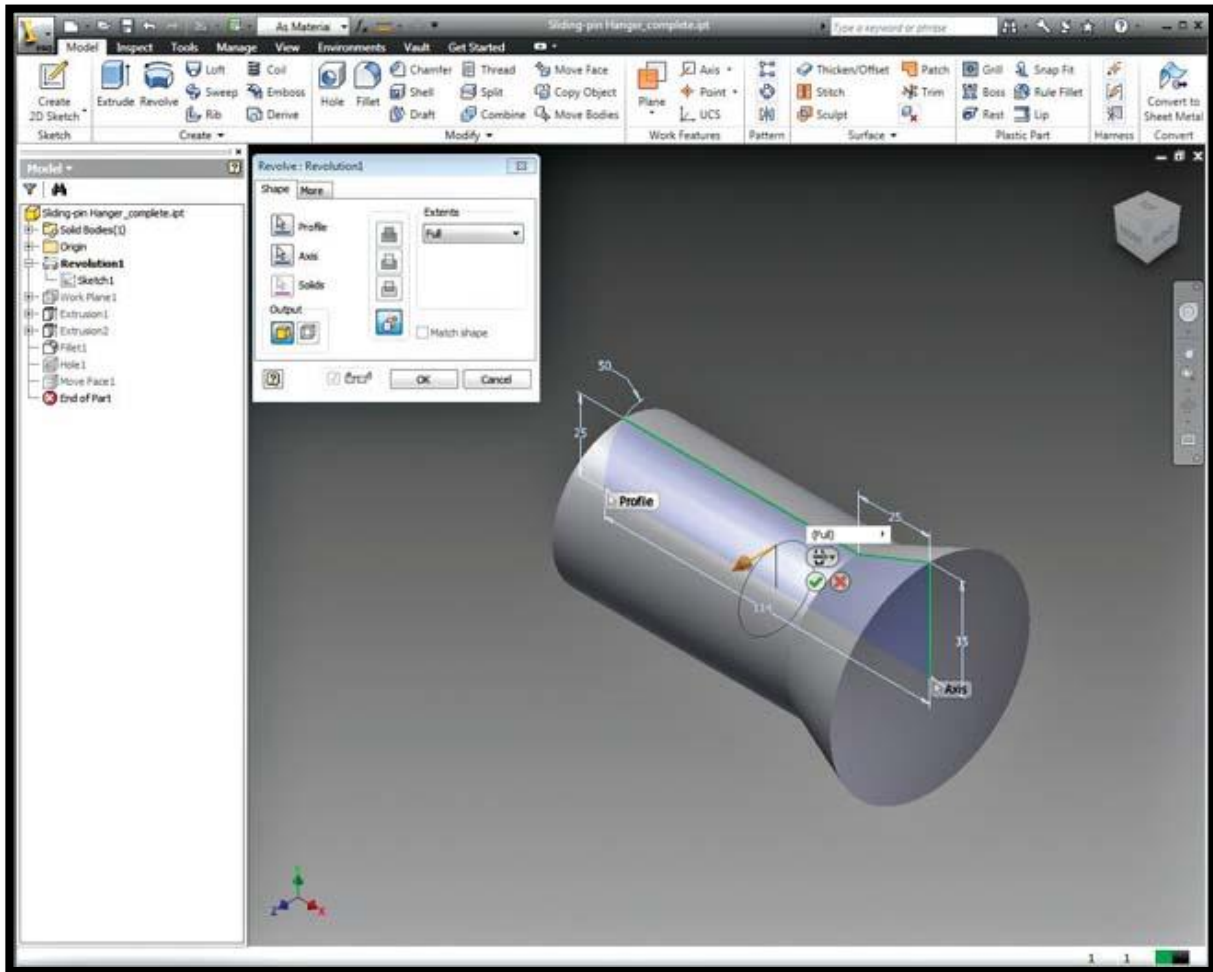 PRO
As Material
Sliding-pin Hanger_complete.ipt
Type a keyword or phrase
Model Inspect Tools Manage View Environments Vault Get Started
Create 2D Sketch
Extrude Revolve
Loft
Sweep
Rib
Coil
Emboss
Derive
Hole Fillet
Chamfer
Shell
Draft
Thread
Split
Combine
Move Face
Copy Object
Move Bodies
Plane
Axis
Point
UCS
Thicken/Offset
Stitch
Sculpt
Patch
Trim
Grill
Boss
Rest
Snap Fit
Rule Fillet
Lip
Convert to Sheet Metal
Sketch Create Modify Work Features Pattern Surface Plastic Part Harness Convert
Model
Sliding-pin Hanger_complete.ipt
Solid Bodies(1)
Origin
Revolution1
Sketch1
Work Plane1
Extrusion1
Extrusion2
Fillet1
Hole1
Move Face1
End of Part
Revolve : Revolution1
Shape More
Profile
Axis
Solids
Output
Extents
Full
Match shape
OK Cancel
50
25
Profile
25
(Full)
114
35
Axis
Y
Z
X
1 1